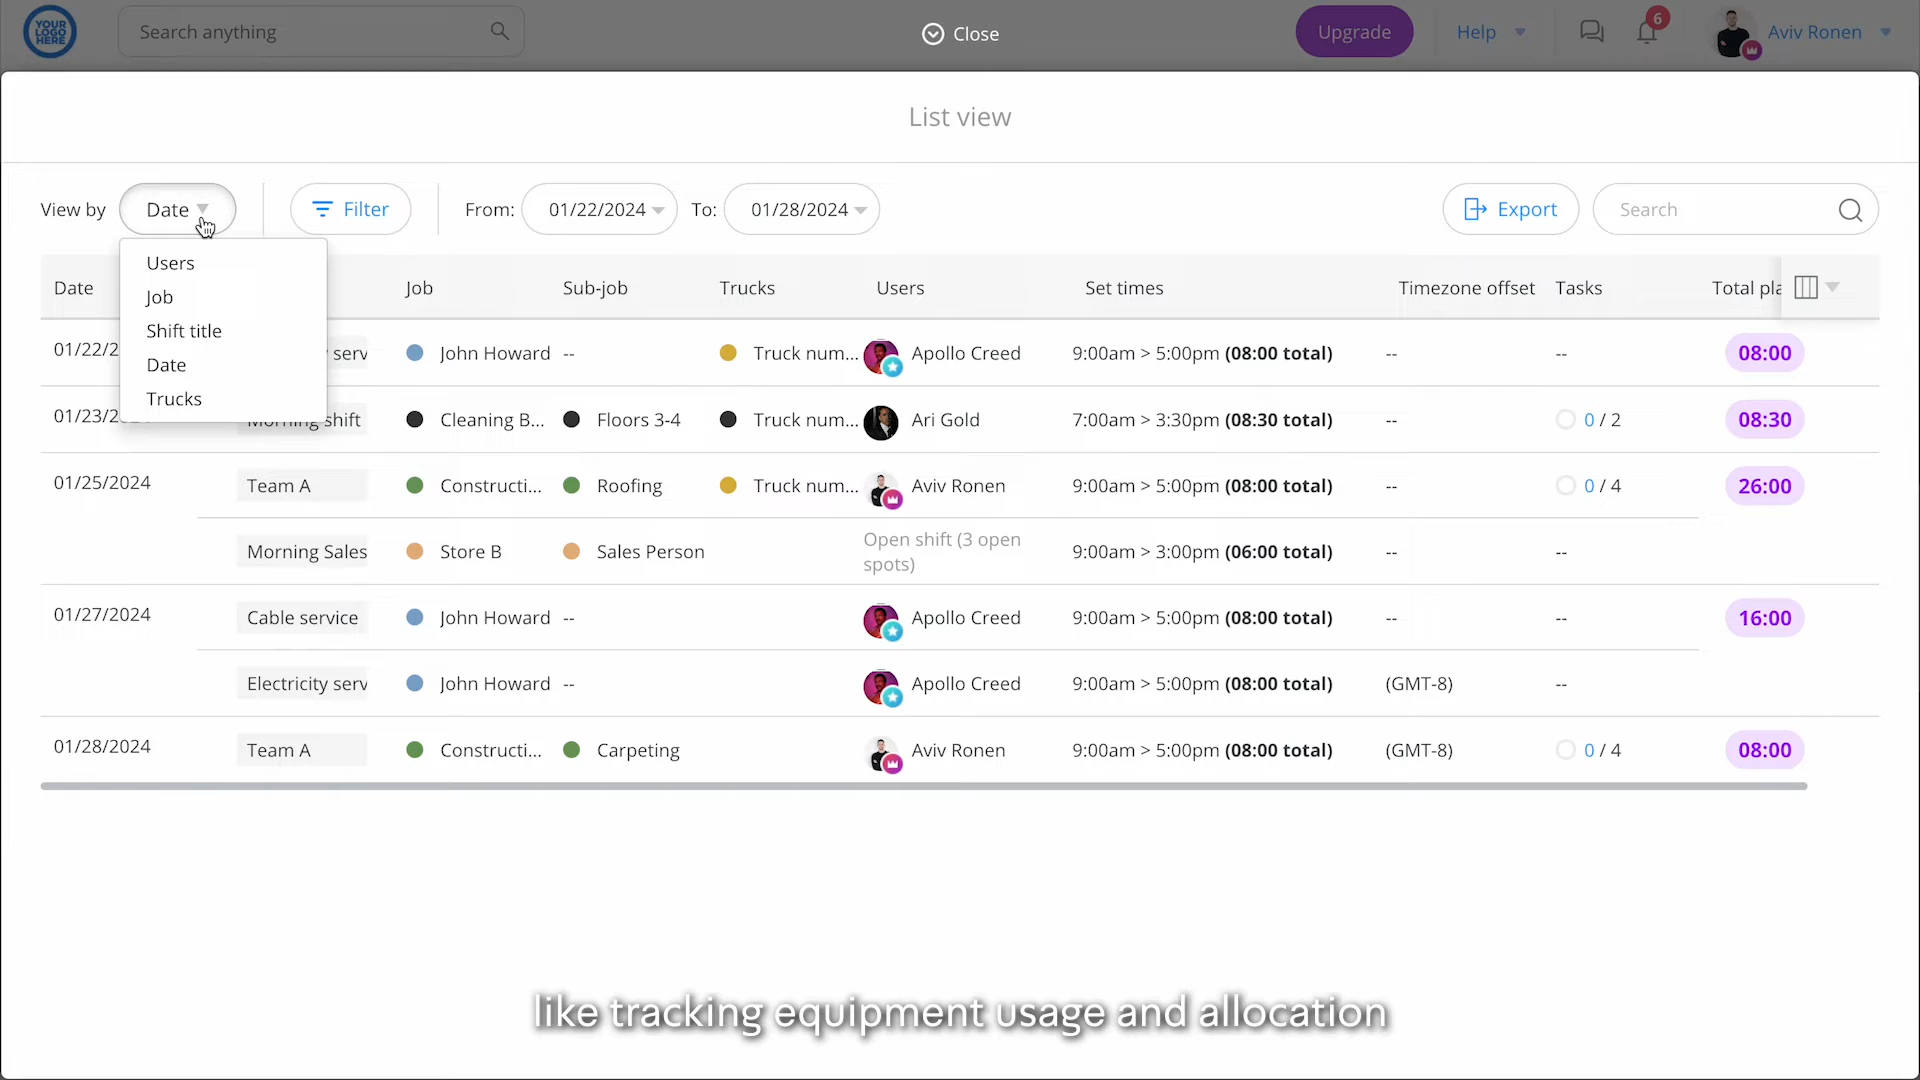 YOUR LOGO HERE
Search anything
Close
Upgrade
Help
6
Aviv Ronen
List view
View by Date Filter From: 01/22/2024 To: 01/28/2024 Export Search
Users
Job
Shift title
Date
Trucks
Date Job Sub-job Trucks Users Set times Timezone offset Tasks Total pla
01/22/2 serv John Howard -- Truck num... Apollo Creed 9:00am > 5:00pm (08:00 total) -- -- 08:00
01/23/ Morning shift Cleaning B... Floors 3-4 Truck num... Ari Gold 7:00am > 3:30pm (08:30 total) -- 0 / 2 08:30
01/25/2024 Team A Constructi... Roofing Truck num... Aviv Ronen 9:00am > 5:00pm (08:00 total) -- 0 / 4 26:00
Morning Sales Store B Sales Person Open shift (3 open spots) 9:00am > 3:00pm (06:00 total) -- --
01/27/2024 Cable service John Howard -- Apollo Creed 9:00am > 5:00pm (08:00 total) -- -- 16:00
Electricity serv John Howard -- Apollo Creed 9:00am > 5:00pm (08:00 total) (GMT-8) --
01/28/2024 Team A Constructi... Carpeting Aviv Ronen 9:00am > 5:00pm (08:00 total) (GMT-8) 0 / 4 08:00
like tracking equipment usage and allocation